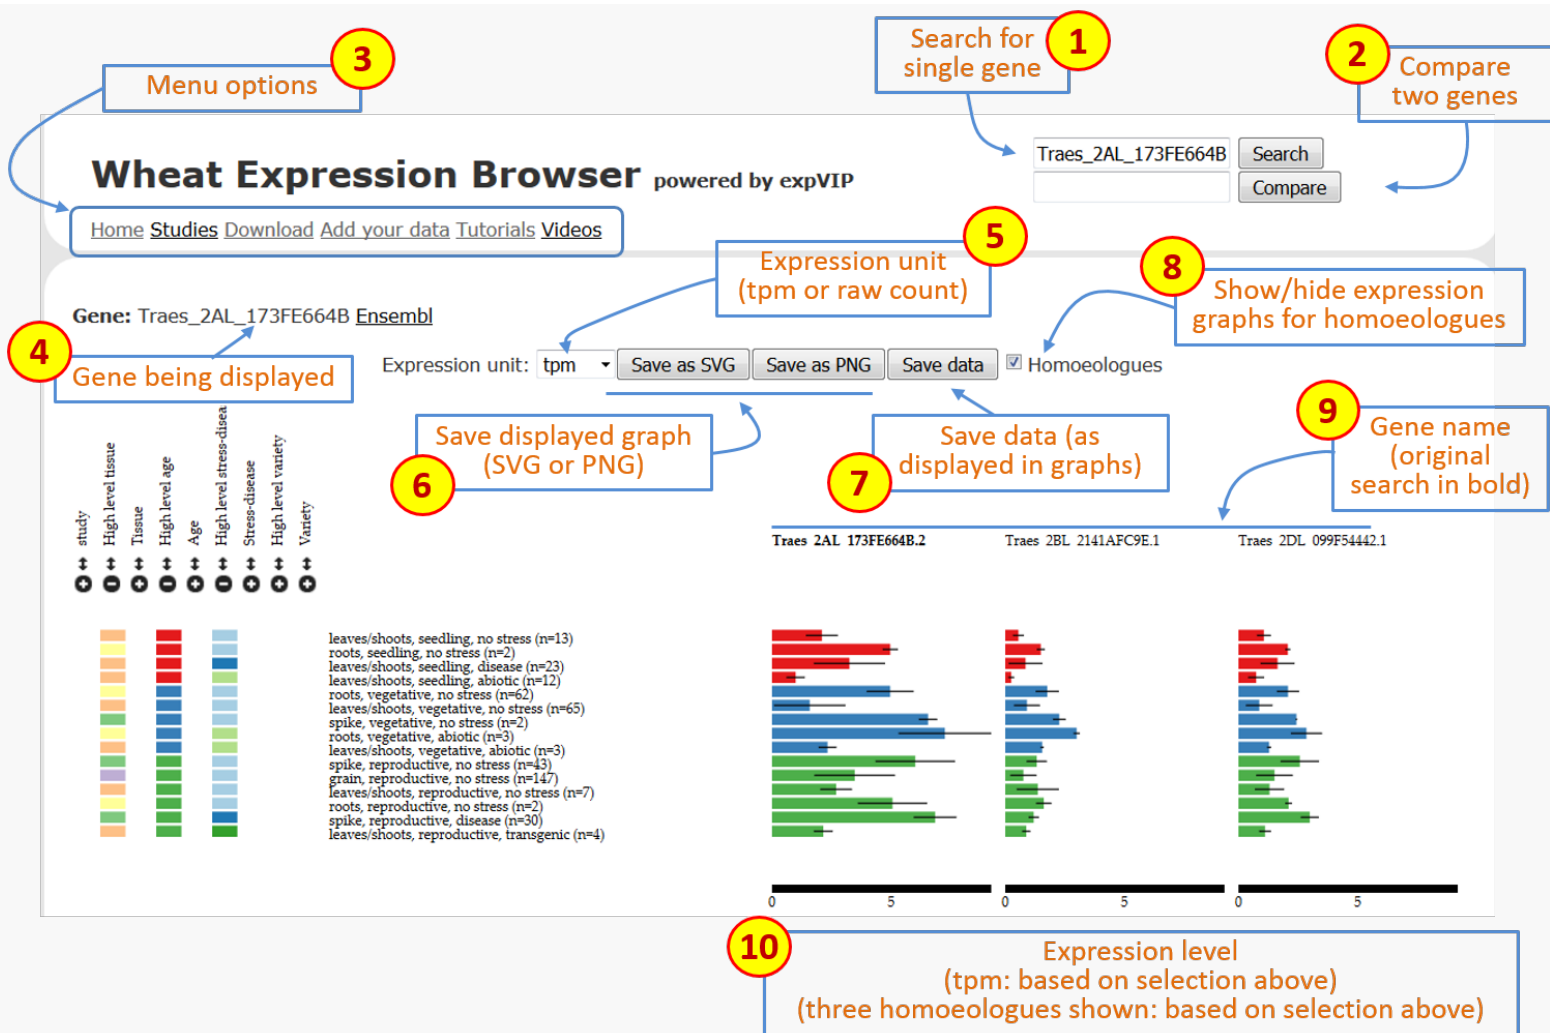 3
Menu options
Search for
single gene
1
2
Compare
two genes
Wheat Expression Browser powered by expVIP
Traes_2AL_173FE664B
Search
Compare
Home Studies Download Add your data Tutorials Videos
5
Expression unit
(tpm or raw count)
8
Show/hide expression
graphs for homoeologues
Gene: Traes_2AL_173FE664B Ensembl
4
Gene being displayed
Expression unit: tpm Save as SVG Save as PNG Save data Homoeologues
Save displayed graph
(SVG or PNG)
6
Save data (as
displayed in graphs)
7
9
Gene name
(original
search in bold)
study
High level tissue
Tissue
High level age
Age
High level stress-disea
Stress-disease
High level variety
Variety
Traes_2AL_173FE664B.2 Traes_2BL_2141AFC9E.1 Traes_2DL_099F54442.1
leaves/shoots, seedling, no stress (n=13)
roots, seedling, no stress (n=2)
leaves/shoots, seedling, disease (n=23)
leaves/shoots, seedling, abiotic (n=12)
roots, vegetative, no stress (n=62)
leaves/shoots, vegetative, no stress (n=65)
spike, vegetative, no stress (n=2)
roots, vegetative, abiotic (n=3)
leaves/shoots, vegetative, abiotic (n=3)
spike, reproductive, no stress (n=43)
grain, reproductive, no stress (n=147)
leaves/shoots, reproductive, no stress (n=7)
roots, reproductive, no stress (n=2)
spike, reproductive, disease (n=30)
leaves/shoots, reproductive, transgenic (n=4)
0 5 0 5 0 5
10
Expression level
(tpm: based on selection above)
(three homoeologues shown: based on selection above)